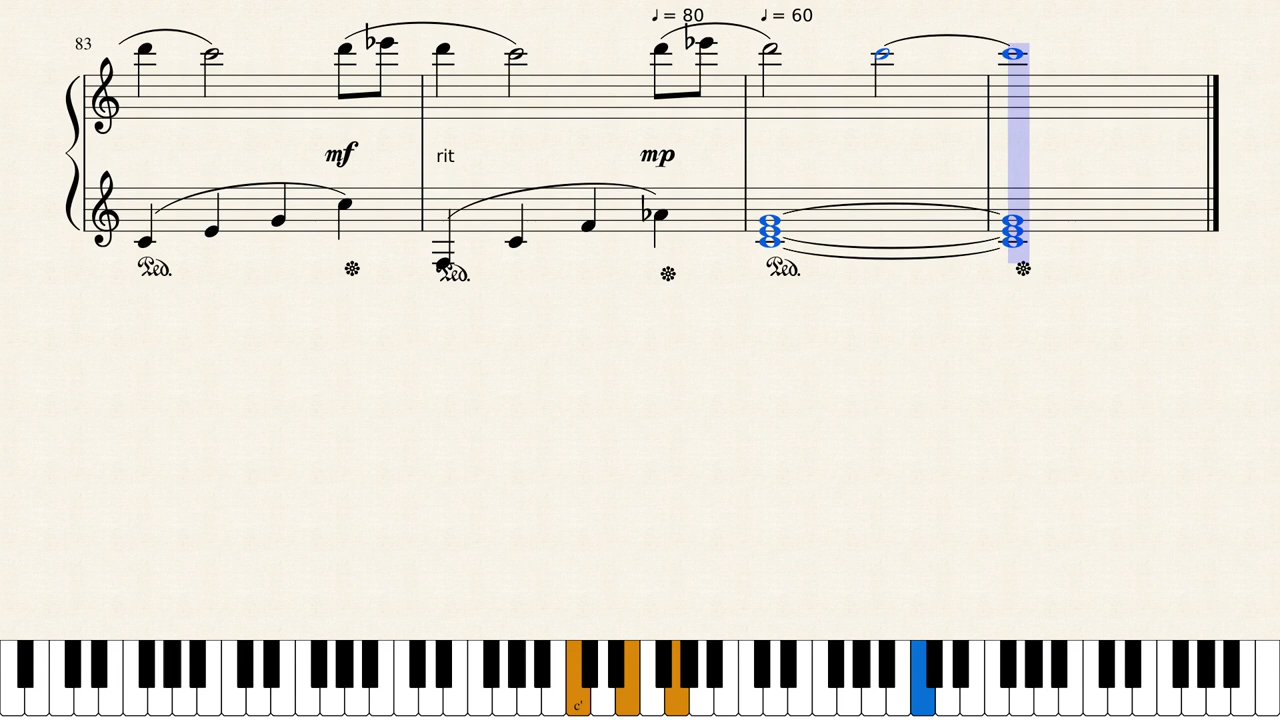 ♩ = 80 ♩ = 60
83
mf rit mp
Ped. Ped. Ped.
c'